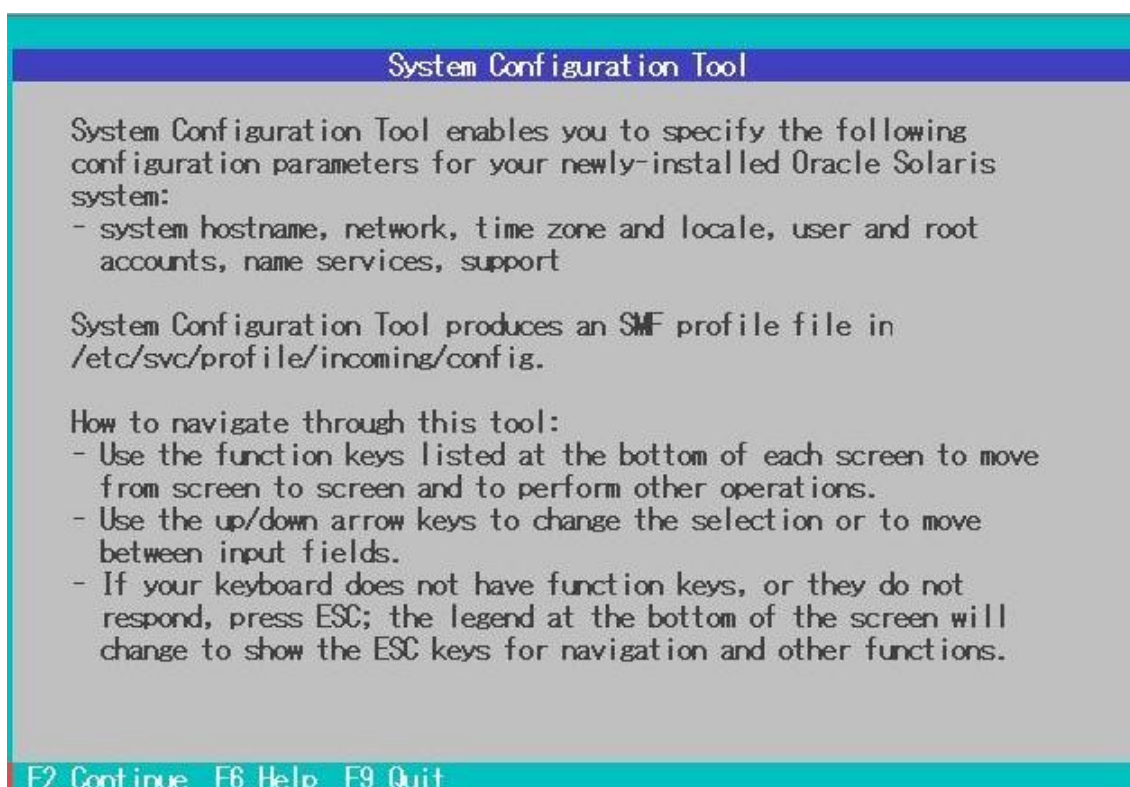 System Configuration Tool
System Configuration Tool enables you to specify the following
configuration parameters for your newly-installed Oracle Solaris
system:
- system hostname, network, time zone and locale, user and root
accounts, name services, support
System Configuration Tool produces an SMF profile file in
/etc/svc/profile/incoming/config.
How to navigate through this tool:
- Use the function keys listed at the bottom of each screen to move
from screen to screen and to perform other operations.
- Use the up/down arrow keys to change the selection or to move
between input fields.
- If your keyboard does not have function keys, or they do not
respond, press ESC; the legend at the bottom of the screen will
change to show the ESC keys for navigation and other functions.
F2 Continue F6 Help F9 Quit